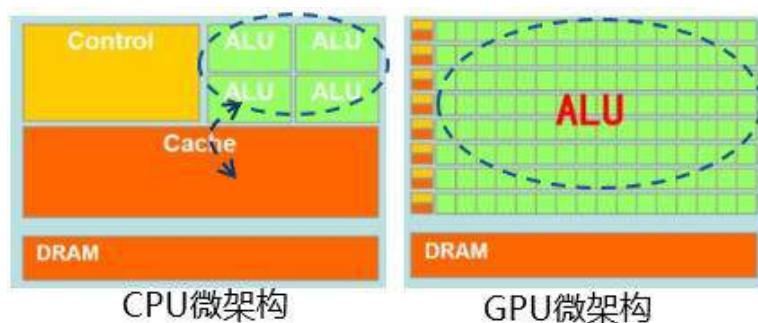 Control
ALU ALU
ALU ALU
Cache
DRAM
CPU微架构
ALU
DRAM
GPU微架构